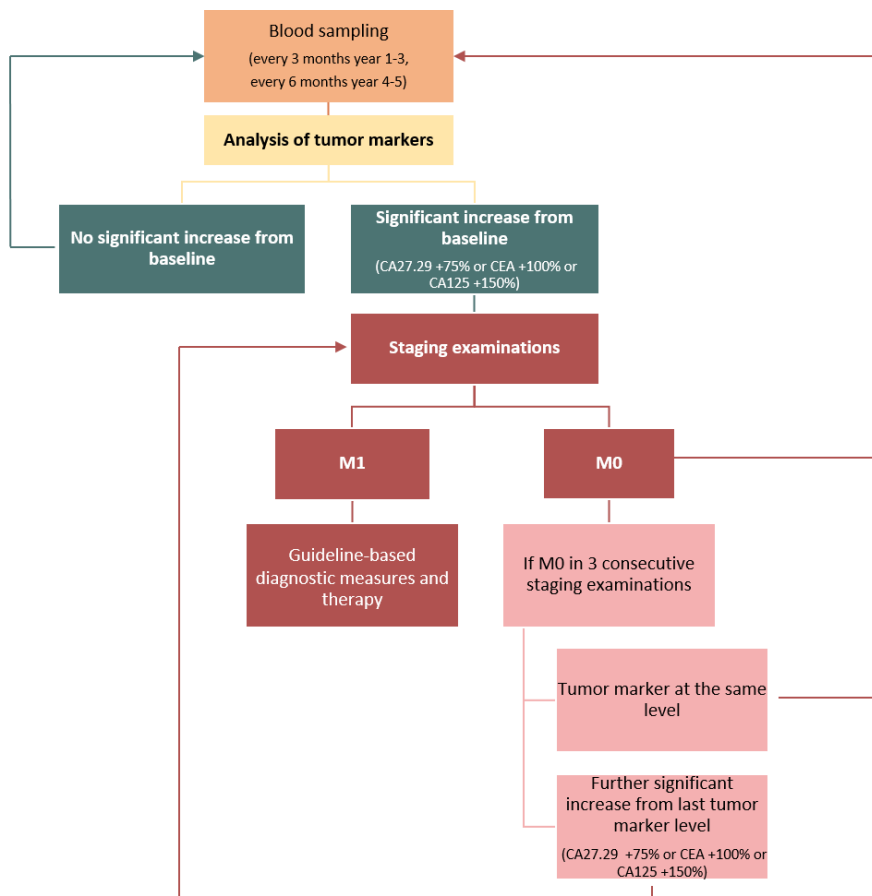 Blood sampling
(every 3 months year 1-3,
every 6 months year 4-5)
Analysis of tumor markers
No significant increase from
baseline
Significant increase from
baseline
(CA27.29 +75% or CEA +100% or
CA125 +150%)
Staging examinations
M1
M0
Guideline-based
diagnostic measures and
therapy
If M0 in 3 consecutive
staging examinations
Tumor marker at the same
level
Further significant
increase from last tumor
marker level
(CA27.29 +75% or CEA +100% or
CA125 +150%)